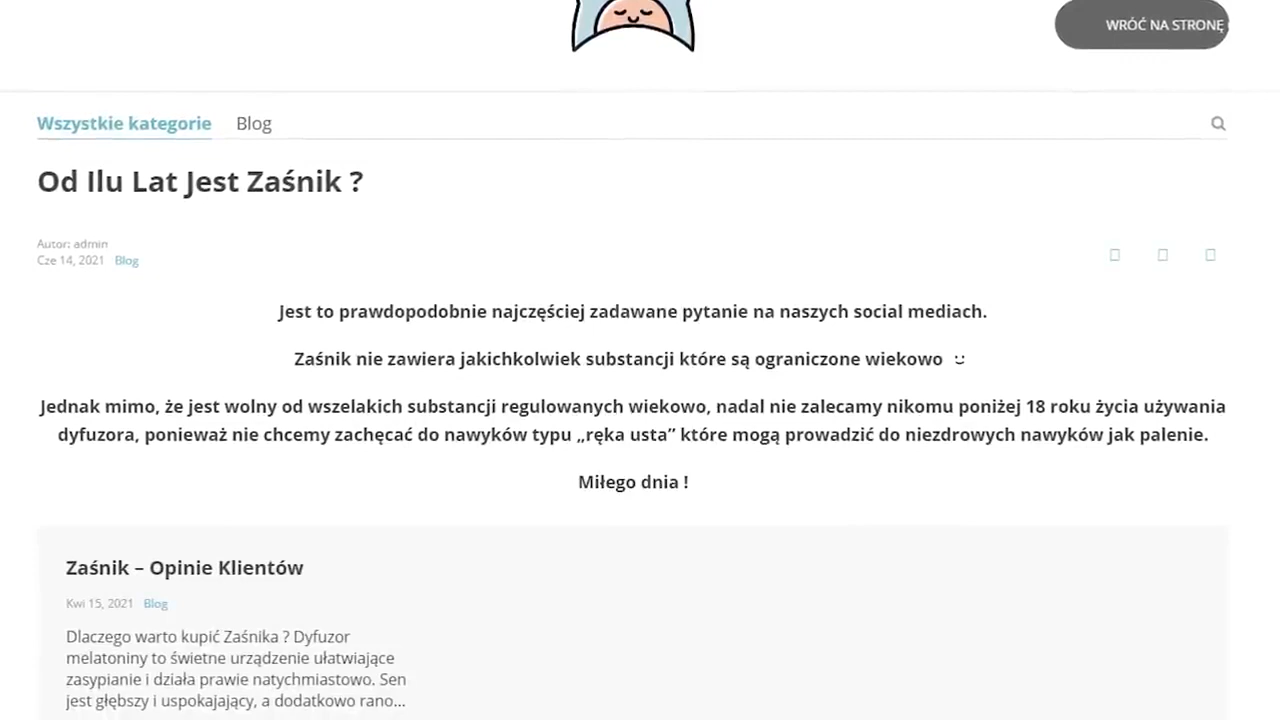 WRÓĆ NA STRONĘ
Wszystkie kategorie Blog
Od Ilu Lat Jest Zaśnik ?
Autor: admin
Cze 14, 2021 Blog
Jest to prawdopodobnie najczęściej zadawane pytanie na naszych social mediach.
Zaśnik nie zawiera jakichkolwiek substancji które są ograniczone wiekowo
Jednak mimo, że jest wolny od wszelakich substancji regulowanych wiekowo, nadal nie zalecamy nikomu poniżej 18 roku życia używania
dyfuzora, ponieważ nie chcemy zachęcać do nawyków typu „ręka usta” które mogą prowadzić do niezdrowych nawyków jak palenie.
Miłego dnia !
Zaśnik – Opinie Klientów
Kwi 15, 2021 Blog
Dlaczego warto kupić Zaśnika ? Dyfuzor
melatoniny to świetne urządzenie ułatwiające
zasypianie i działa prawie natychmiastowo. Sen
jest głębszy i uspokajający, a dodatkowo rano...